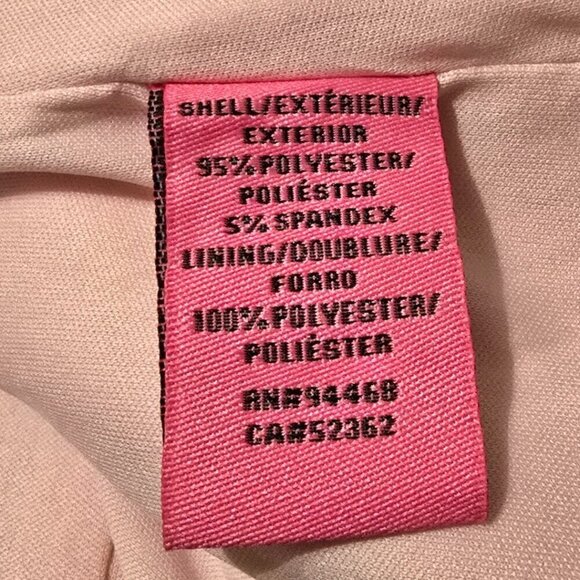 SHELL/EXTÉRIEUR/
EXTERIOR
95% POLYESTER/
POLIÉSTER
5% SPANDEX
LINING/DOUBLURE/
FORRO
100% POLYESTER/
POLIÉSTER
RN#94468
CA#52362